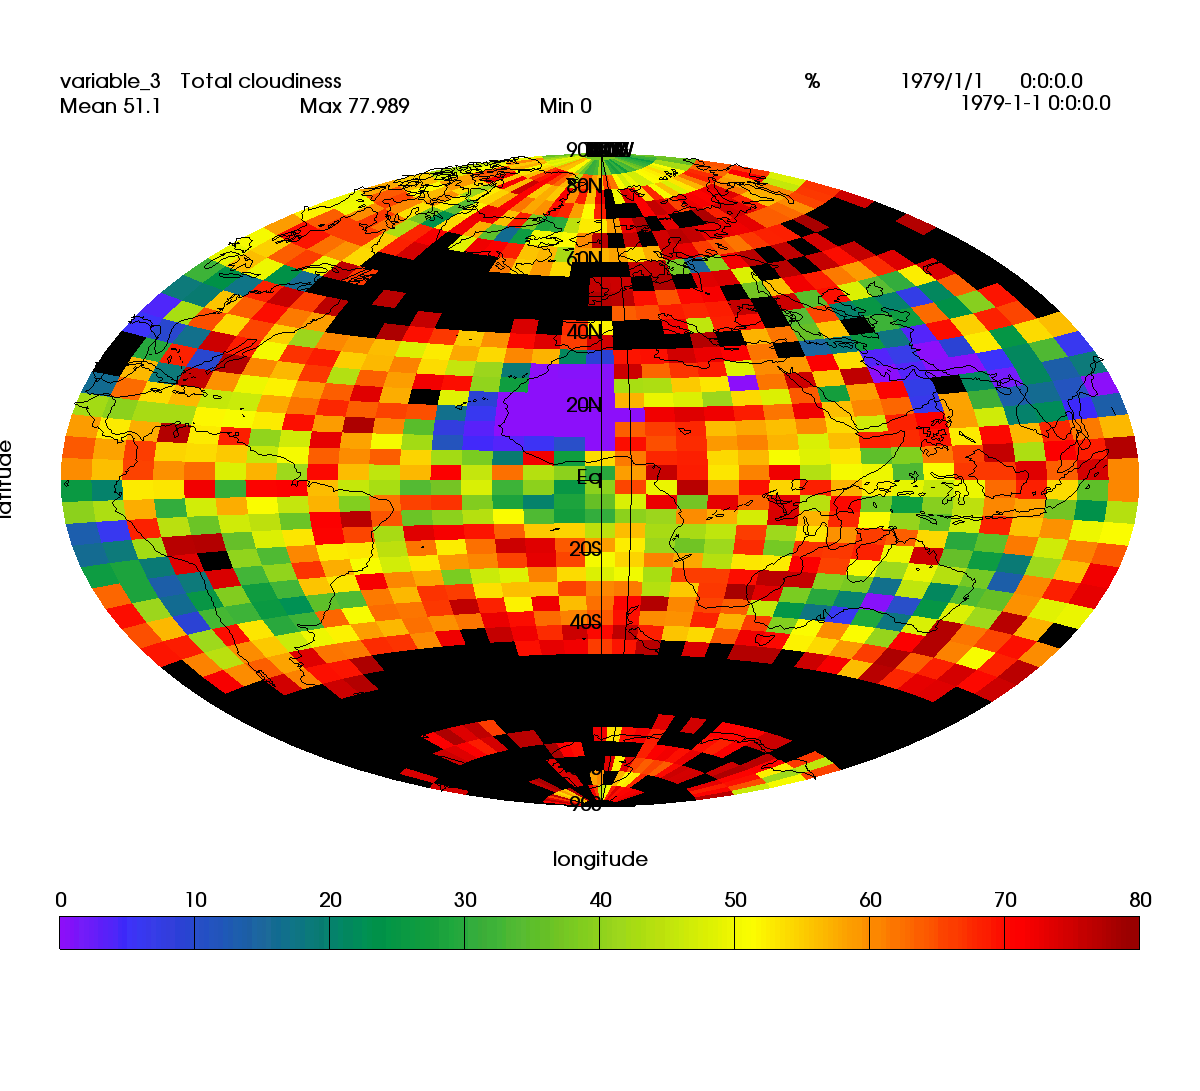 variable_3 Total cloudiness % 1979/1/1 0:0:0.0
Mean 51.1 Max 77.989 Min 0 1979-1-1 0:0:0.0
80N
60N
40N
20N
Eq
20S
40S
90S
latitude
longitude
0 10 20 30 40 50 60 70 80